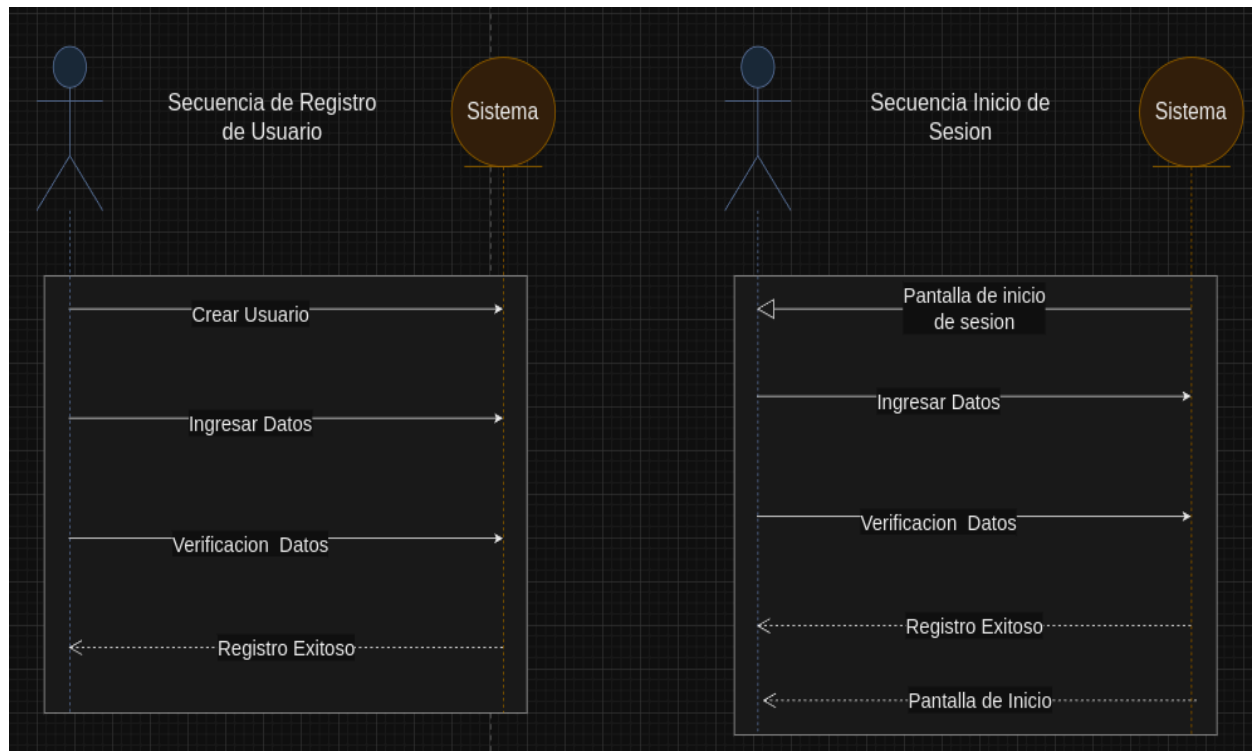 Secuencia de Registro
de Usuario
Sistema
Crear Usuario
Ingresar Datos
Verificacion Datos
Registro Exitoso
Secuencia Inicio de
Sesion
Sistema
Pantalla de inicio
de sesion
Ingresar Datos
Verificacion Datos
Registro Exitoso
Pantalla de Inicio